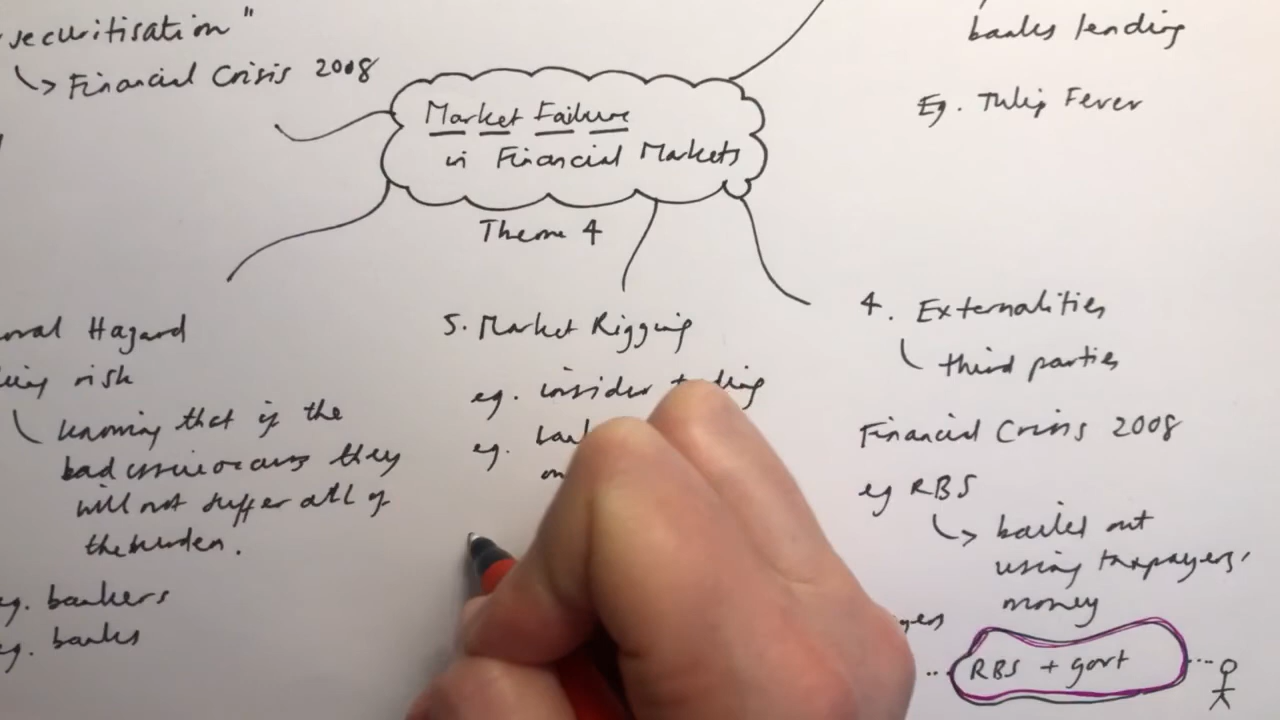 securitisation"
↳ Financial Crisis 2008
banks lending
Eg. Tulip Fever
Market Failure
in Financial Markets
Theme 4
Hazard
risk
knowing that if the
bad they
will not suffer all of
the burden.
eg. bankers
eg. banks
5. Market Rigging
eg. insider
eg.
4. Externalities
third parties
Financial Crisis 2008
eg RBS
↳ bailed out
using taxpayers'
money
RBS + govt